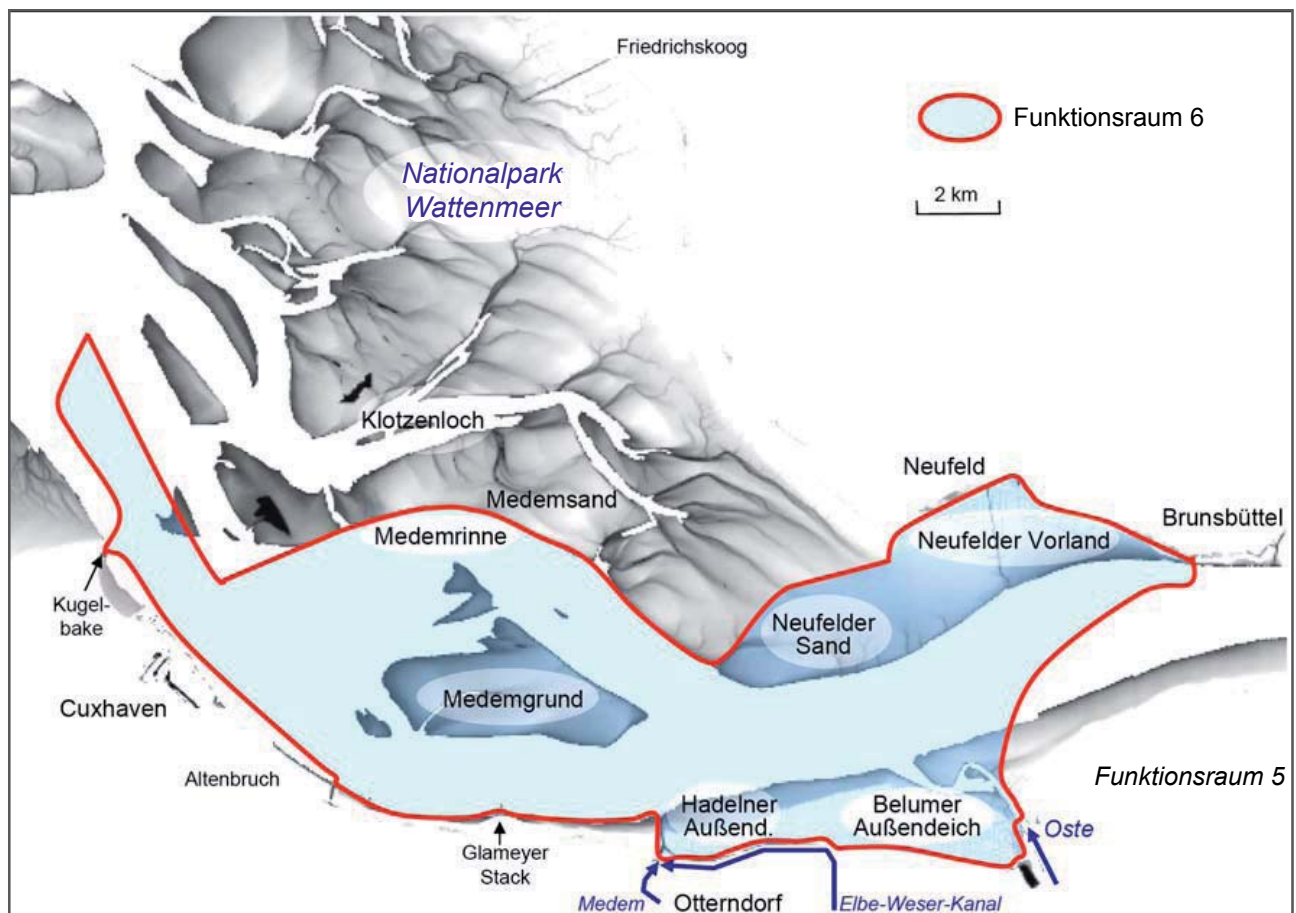 Friedrichskoog
Funktionsraum 6
2 km
Nationalpark
Wattenmeer
Klotzenloch
Medemsand
Medemrinne
Neufeld
Brunsbüttel
Neufelder Vorland
Kugel-
bake
Neufelder
Sand
Medemgrund
Cuxhaven
Altenbruch
Funktionsraum 5
Hadelner
Außend.
Belumer
Außendeich
Oste
Glameyer
Stack
Medem
Otterndorf
Elbe-Weser-Kanal